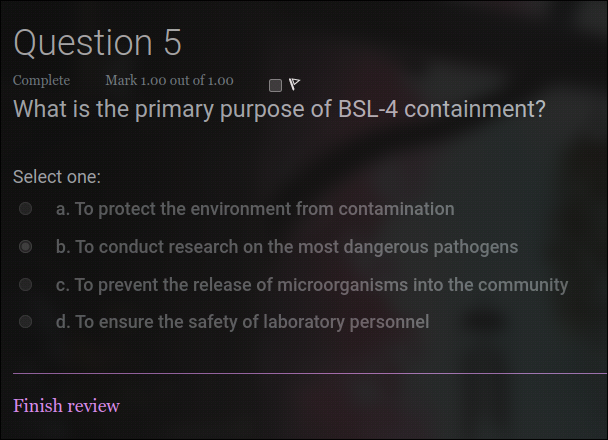 Question 5
Complete Mark 1.00 out of 1.00
What is the primary purpose of BSL-4 containment?
Select one:
a. To protect the environment from contamination
b. To conduct research on the most dangerous pathogens
c. To prevent the release of microorganisms into the community
d. To ensure the safety of laboratory personnel
Finish review